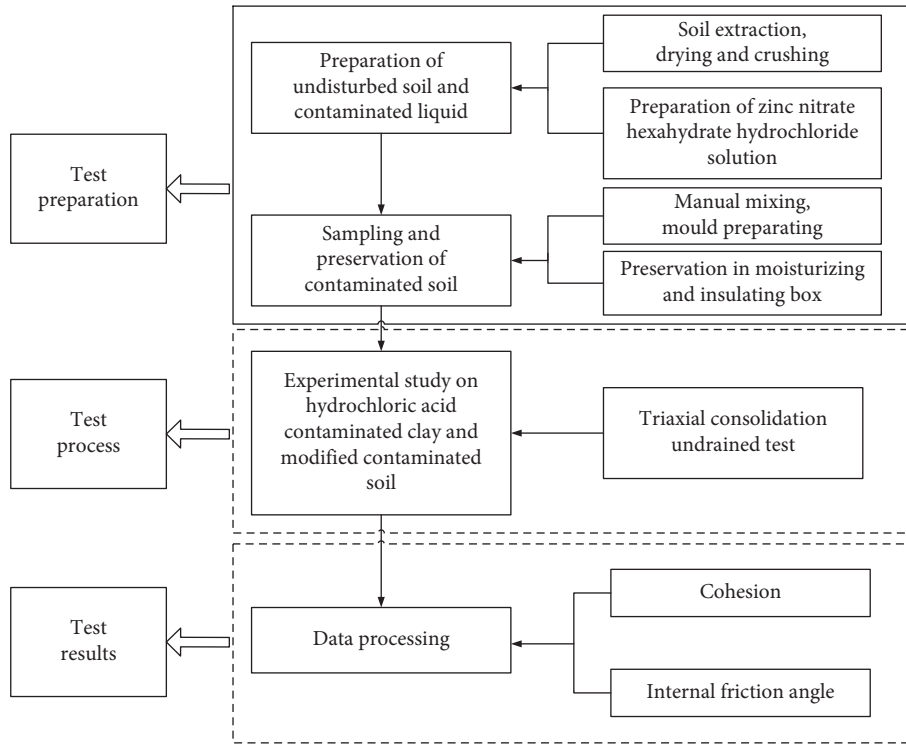 Test
preparation
Preparation of
undisturbed soil and
contaminated liquid
Soil extraction,
drying and crushing
Preparation of zinc nitrate
hexahydrate hydrochloride
solution
Sampling and
preservation of
contaminated soil
Manual mixing,
mould preparating
Preservation in moisturizing
and insulating box
Test
process
Experimental study on
hydrochloric acid
contaminated clay and
modified contaminated
soil
Triaxial consolidation
undrained test
Test
results
Data processing
Cohesion
Internal friction angle